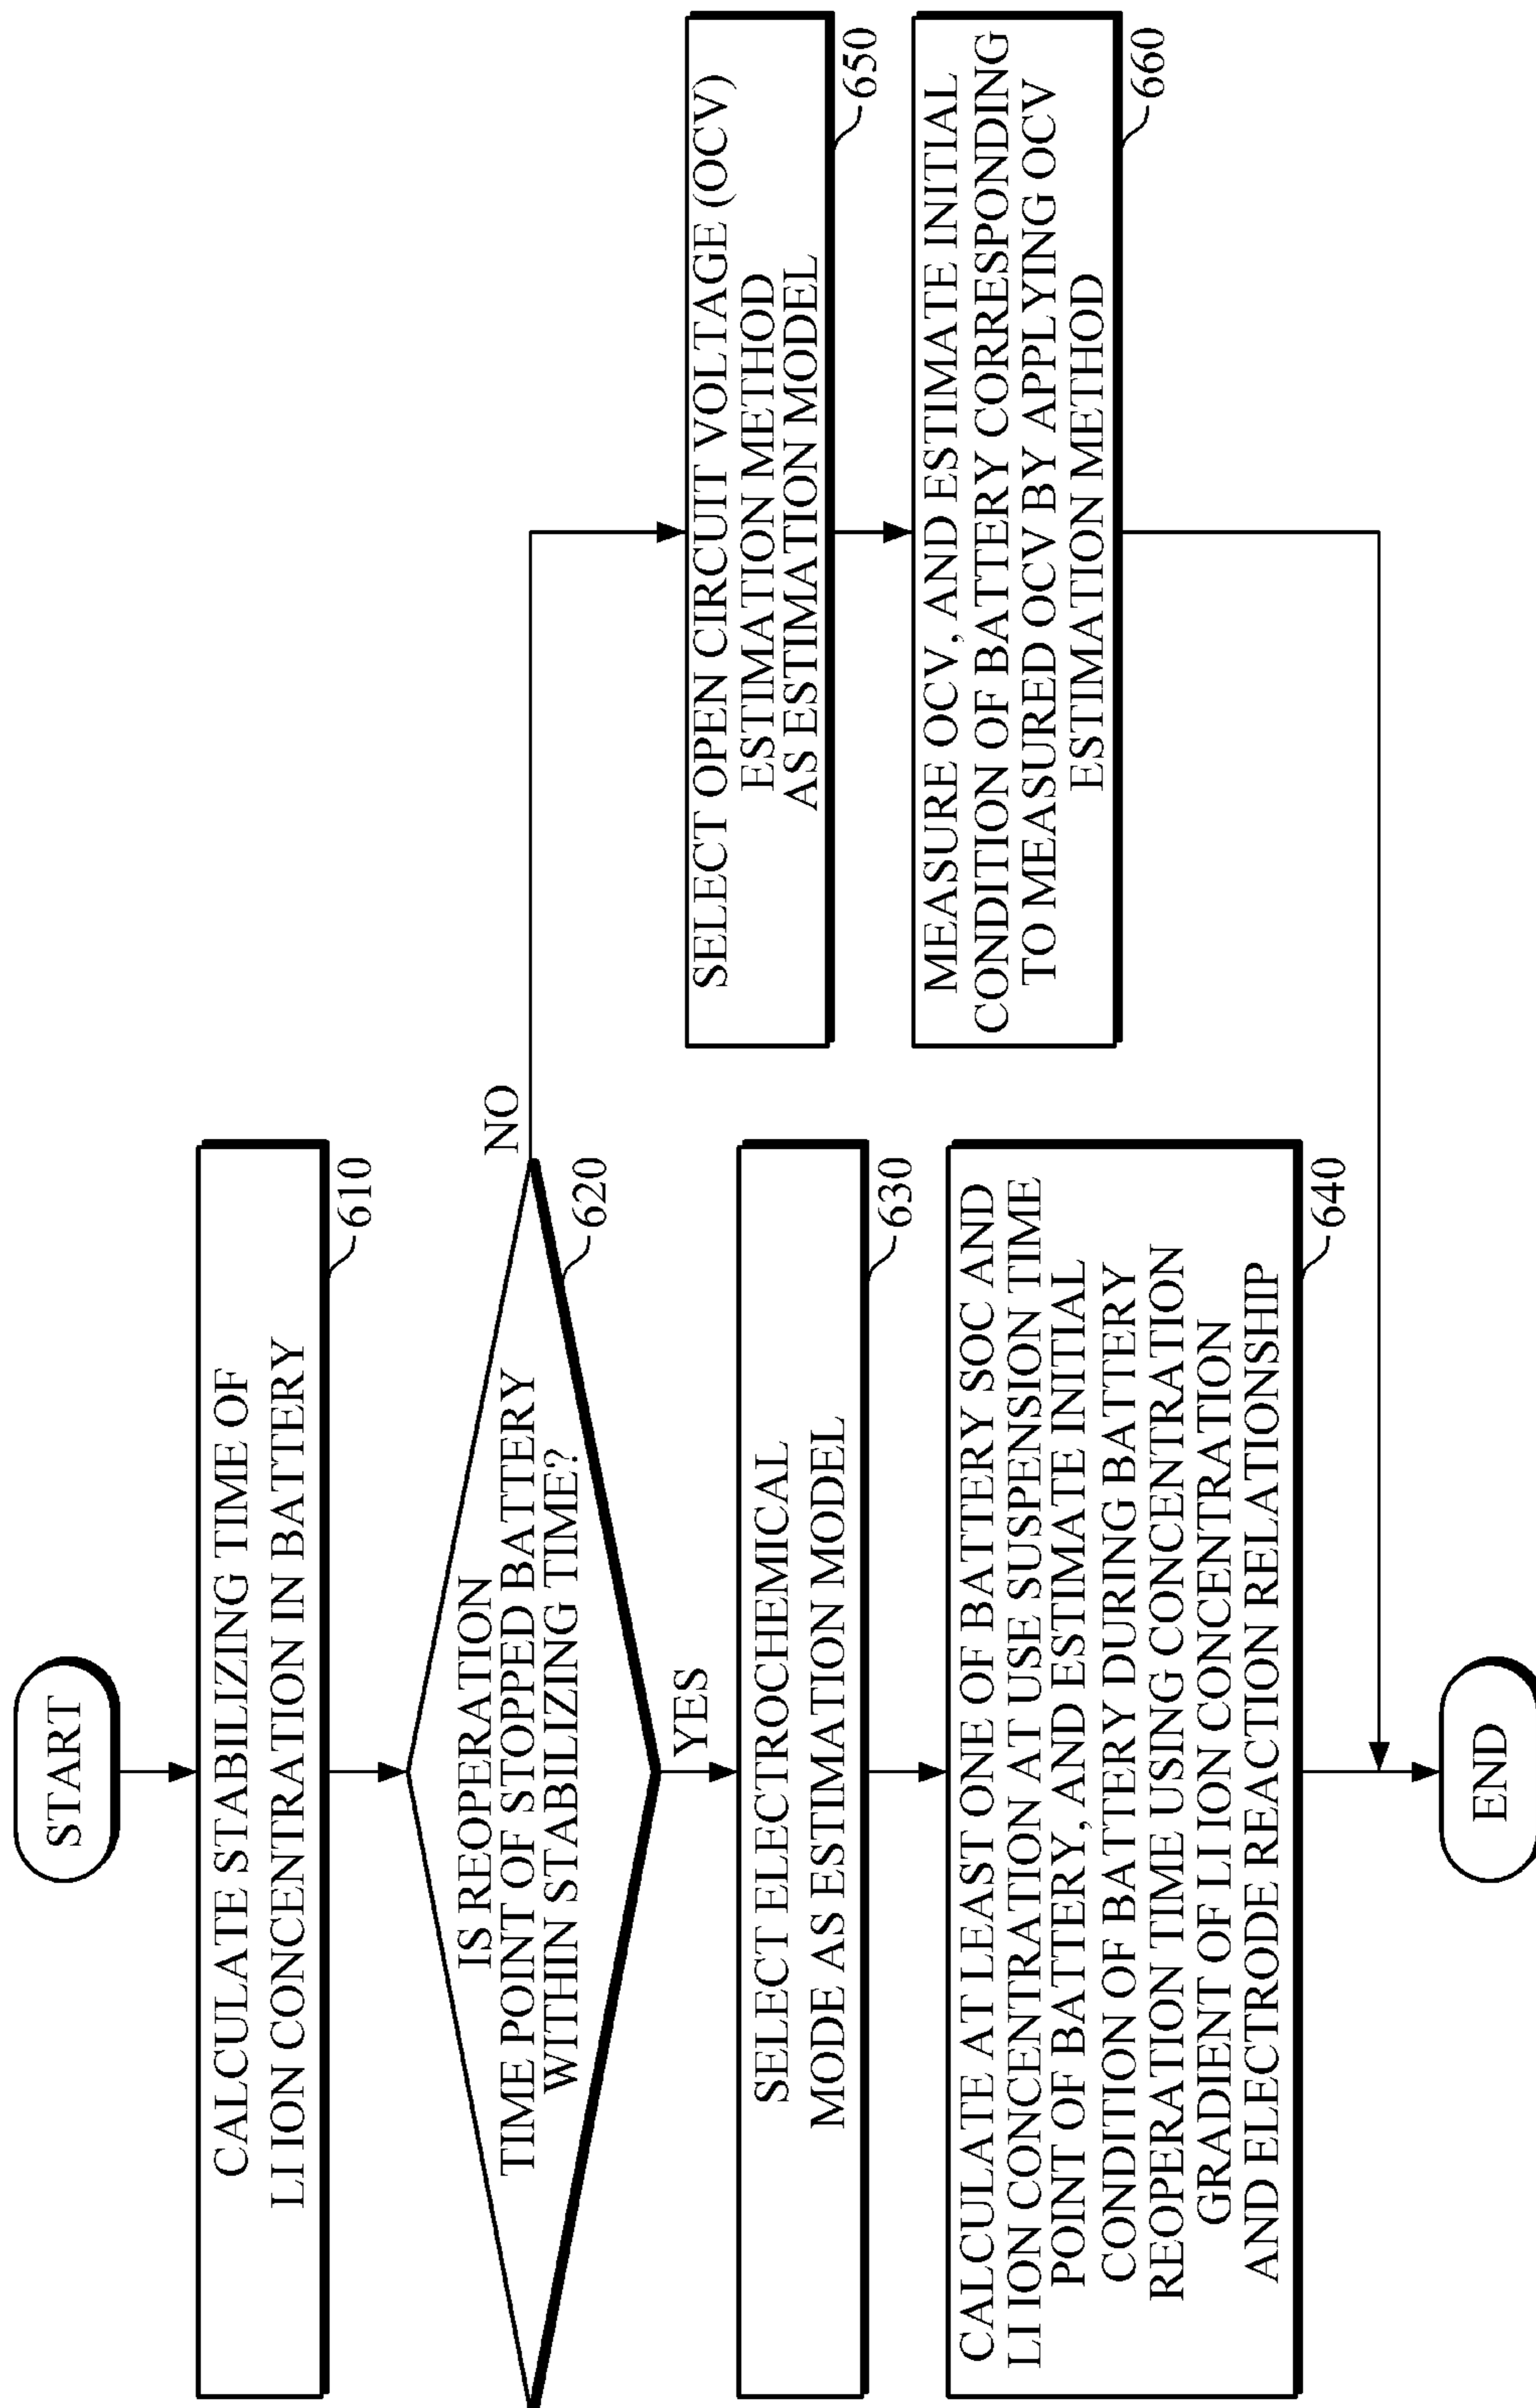 START
CALCULATE STABILIZING TIME OF
LI ION CONCENTRATION IN BATTERY
610
IS REOPERATION
TIME POINT OF STOPPED BATTERY
WITHIN STABILIZING TIME?
620
NO
YES
SELECT ELECTROCHEMICAL
MODE AS ESTIMATION MODEL
630
CALCULATE AT LEAST ONE OF BATTERY SOC AND
LI ION CONCENTRATION AT USE SUSPENSION TIME
POINT OF BATTERY, AND ESTIMATE INITIAL
CONDITION OF BATTERY DURING BATTERY
REOPERATION TIME USING CONCENTRATION
GRADIENT OF LI ION CONCENTRATION
AND ELECTRODE REACTION RELATIONSHIP
640
SELECT OPEN CIRCUIT VOLTAGE (OCV)
ESTIMATION METHOD
AS ESTIMATION MODEL
650
MEASURE OCV, AND ESTIMATE INITIAL
CONDITION OF BATTERY CORRESPONDING
TO MEASURED OCV BY APPLYING OCV
ESTIMATION METHOD
660
END